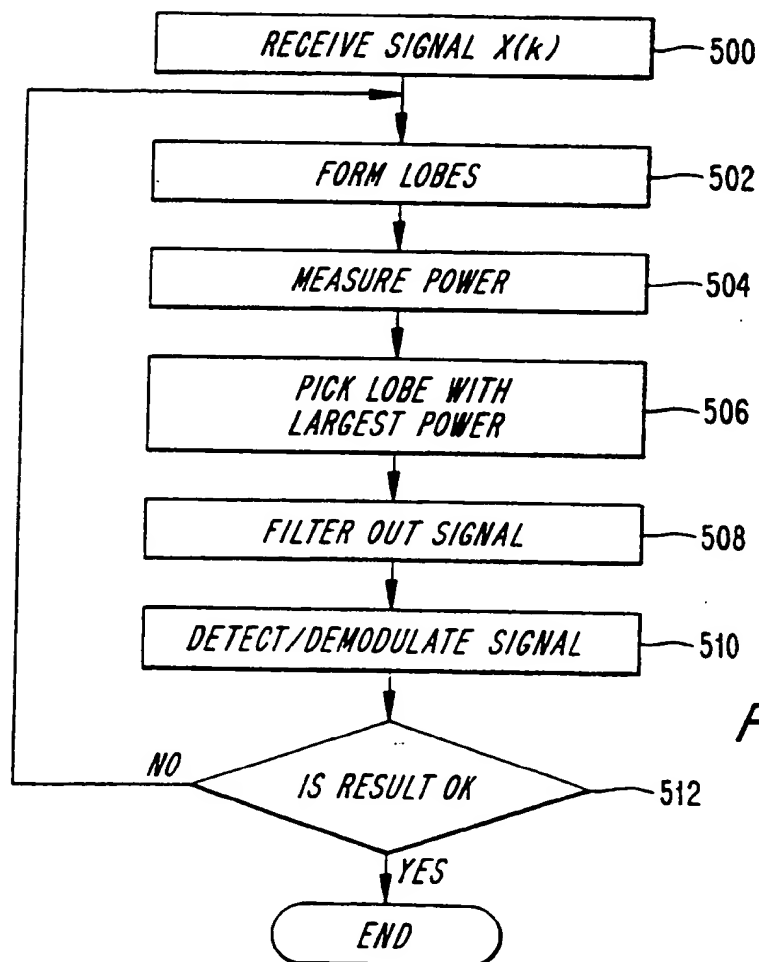 RECEIVE SIGNAL X(k)
500
FORM LOBES
502
MEASURE POWER
504
PICK LOBE WITH
LARGEST POWER
506
FILTER OUT SIGNAL
508
DETECT/DEMODULATE SIGNAL
510
NO
IS RESULT OK
512
YES
END